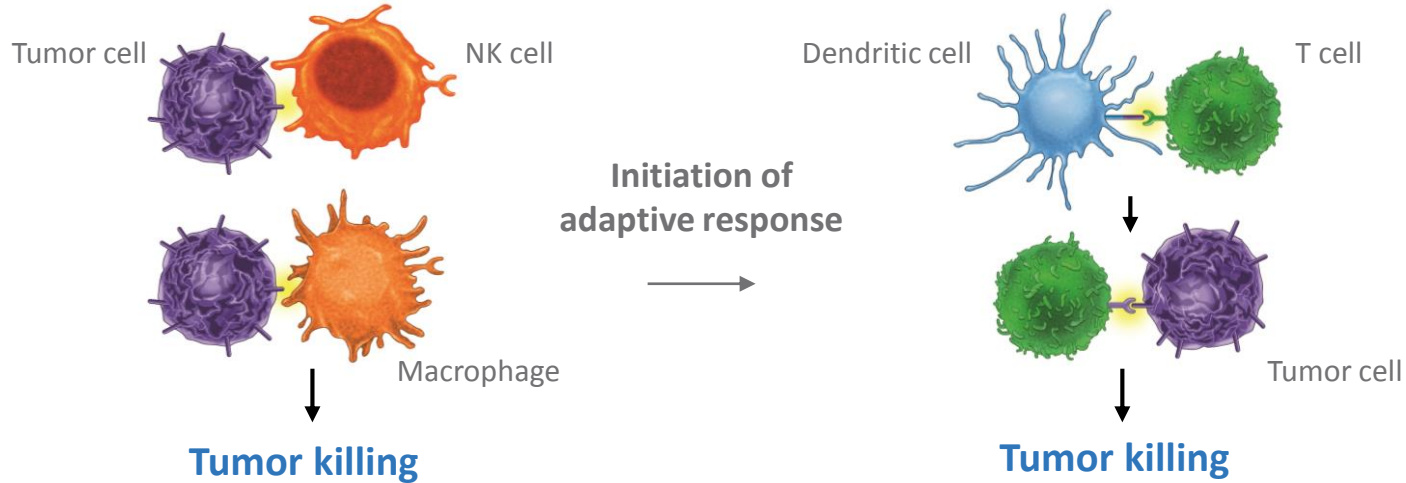 Tumor cell
NK cell
Macrophage
Tumor killing
Initiation of
adaptive response
Dendritic cell
T cell
Tumor cell
Tumor killing